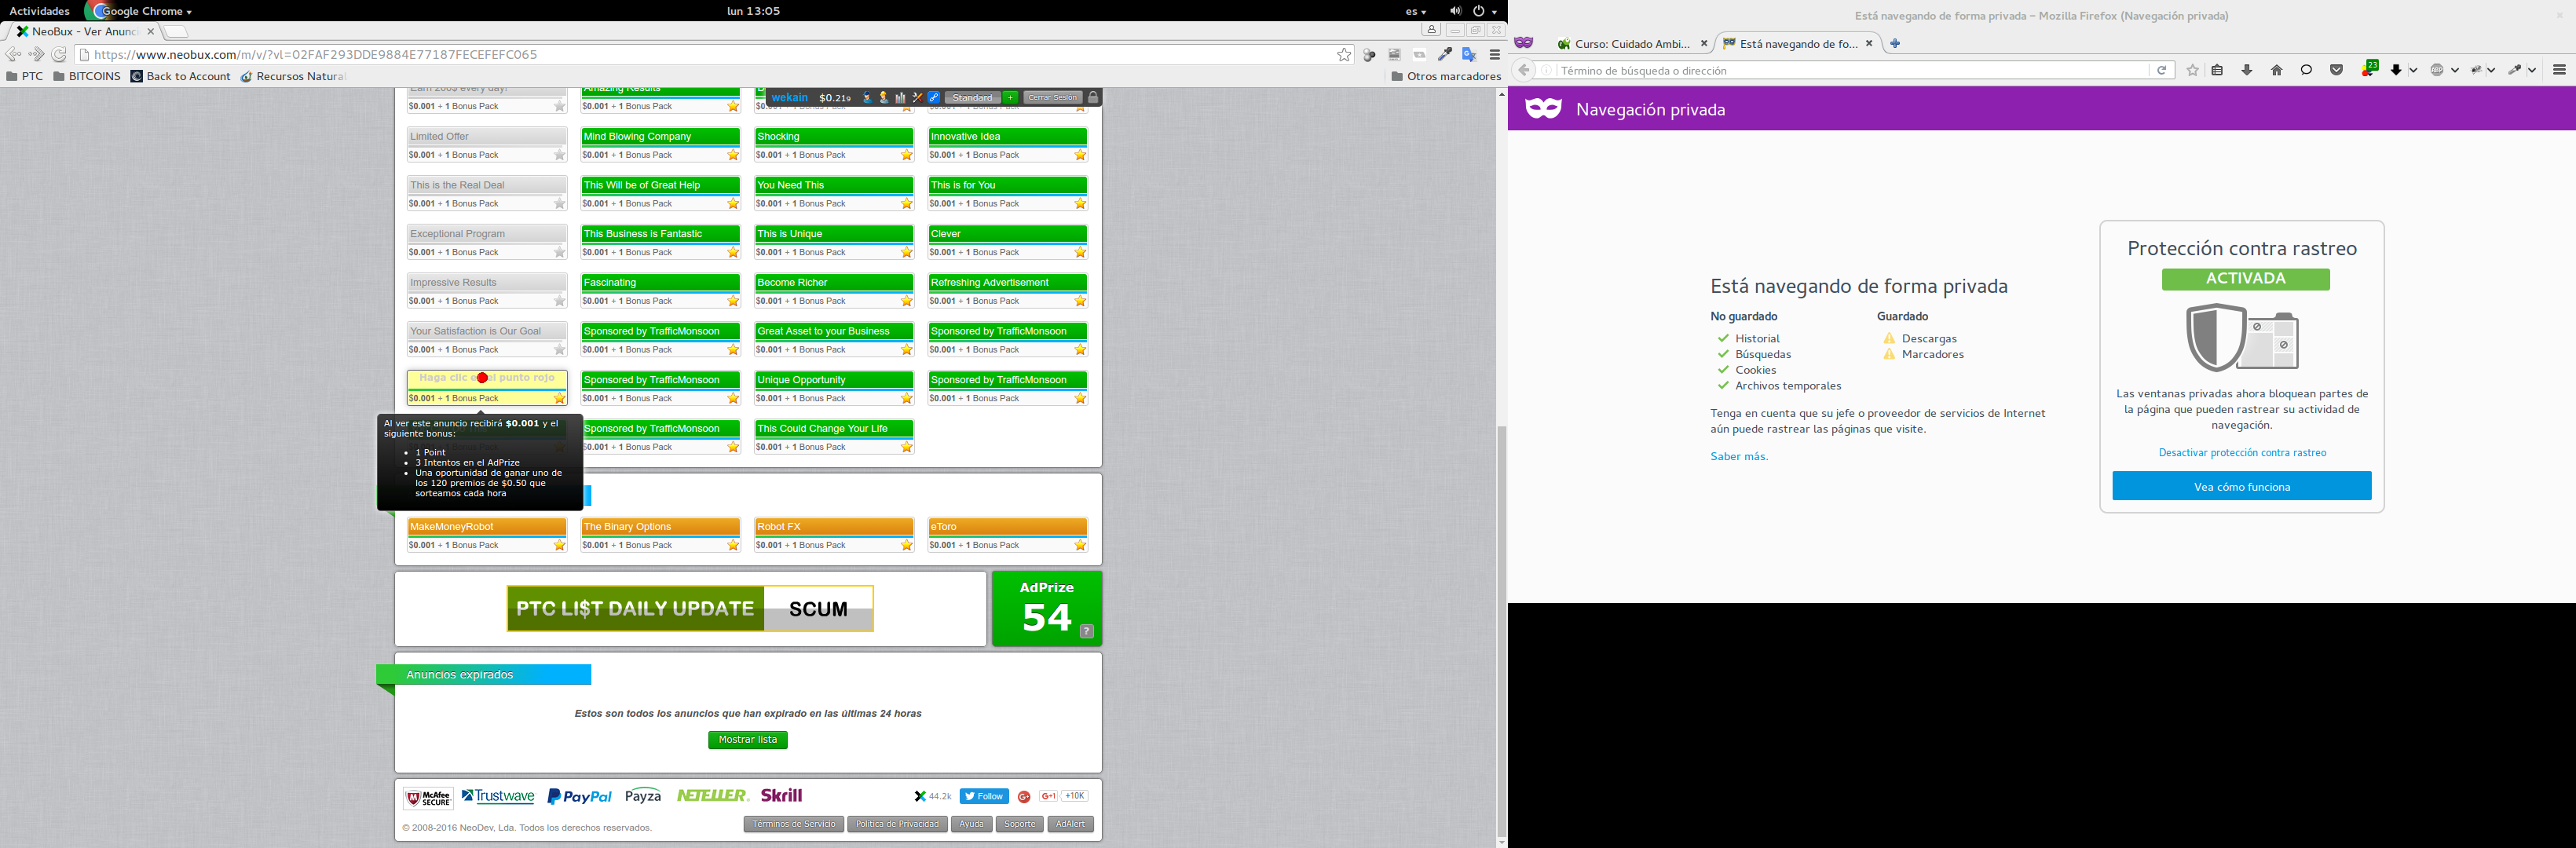 Actividades
Google Chrome
lun 13:05
es
NeoBux - Ver Anunc
https://www.neobux.com/m/v/?vl=02FAF293DDE9884E77187FECEFEFC065
PTC
BITCOINS
Back to Account
Recursos Natura
Otros marcadores
wekain
$0.219
Standard
+
Cerrar Sesión
Earn 200$ every day!
Amazing Results
Limited Offer
$0.001 + 1 Bonus Pack
Mind Blowing Company
$0.001 + 1 Bonus Pack
Shocking
$0.001 + 1 Bonus Pack
Innovative Idea
$0.001 + 1 Bonus Pack
This is the Real Deal
$0.001 + 1 Bonus Pack
This Will be of Great Help
$0.001 + 1 Bonus Pack
You Need This
$0.001 + 1 Bonus Pack
This is for You
$0.001 + 1 Bonus Pack
Exceptional Program
$0.001 + 1 Bonus Pack
This Business is Fantastic
$0.001 + 1 Bonus Pack
This is Unique
$0.001 + 1 Bonus Pack
Clever
$0.001 + 1 Bonus Pack
Impressive Results
$0.001 + 1 Bonus Pack
Fascinating
$0.001 + 1 Bonus Pack
Become Richer
$0.001 + 1 Bonus Pack
Refreshing Advertisement
$0.001 + 1 Bonus Pack
Your Satisfaction is Our Goal
$0.001 + 1 Bonus Pack
Sponsored by TrafficMonsoon
$0.001 + 1 Bonus Pack
Great Asset to your Business
$0.001 + 1 Bonus Pack
Sponsored by TrafficMonsoon
$0.001 + 1 Bonus Pack
Haga clic e el punto rojo
$0.001 + 1 Bonus Pack
Sponsored by TrafficMonsoon
$0.001 + 1 Bonus Pack
Unique Opportunity
$0.001 + 1 Bonus Pack
Sponsored by TrafficMonsoon
$0.001 + 1 Bonus Pack
Al ver este anuncio recibirá $0.001 y el
siguiente bonus:
1 Point
3 Intentos en el AdPrize
Una oportunidad de ganar uno de
los 120 premios de $0.50 que
sorteamos cada hora
Sponsored by TrafficMonsoon
$0.001 + 1 Bonus Pack
This Could Change Your Life
$0.001 + 1 Bonus Pack
MakeMoneyRobot
$0.001 + 1 Bonus Pack
The Binary Options
$0.001 + 1 Bonus Pack
Robot FX
$0.001 + 1 Bonus Pack
eToro
$0.001 + 1 Bonus Pack
PTC LI$T DAILY UPDATE
SCUM
AdPrize
54
?
Anuncios expirados
Estos son todos los anuncios que han expirado en las últimas 24 horas
Mostrar lista
McAfee
SECURE
Trustwave
PayPal
Payza
NETELLER
Skrill
44.2k
Follow
G+1
+10K
© 2008-2016 NeoDev, Lda. Todos los derechos reservados.
Términos de Servicio
Política de Privacidad
Ayuda
Soporte
AdAlert
Está navegando de forma privada – Mozilla Firefox (Navegación privada)
Curso: Cuidado Ambi...
Está navegando de fo...
Término de búsqueda o dirección
23
Navegación privada
Está navegando de forma privada
No guardado
Historial
Búsquedas
Cookies
Archivos temporales
Guardado
Descargas
Marcadores
Tenga en cuenta que su jefe o proveedor de servicios de Internet
aún puede rastrear las páginas que visite.
Saber más.
Protección contra rastreo
ACTIVADA
Las ventanas privadas ahora bloquean partes de
la página que pueden rastrear su actividad de
navegación.
Desactivar protección contra rastreo
Vea cómo funciona